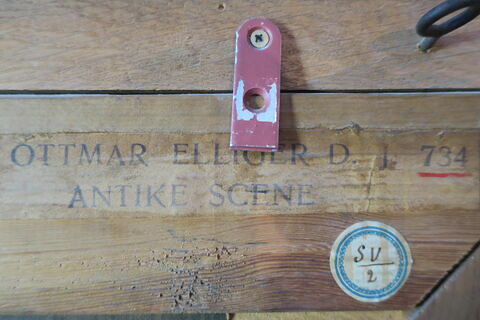 OTTMAR ELLIGER D. J. 734
ANTIKE SCENE
SV
2